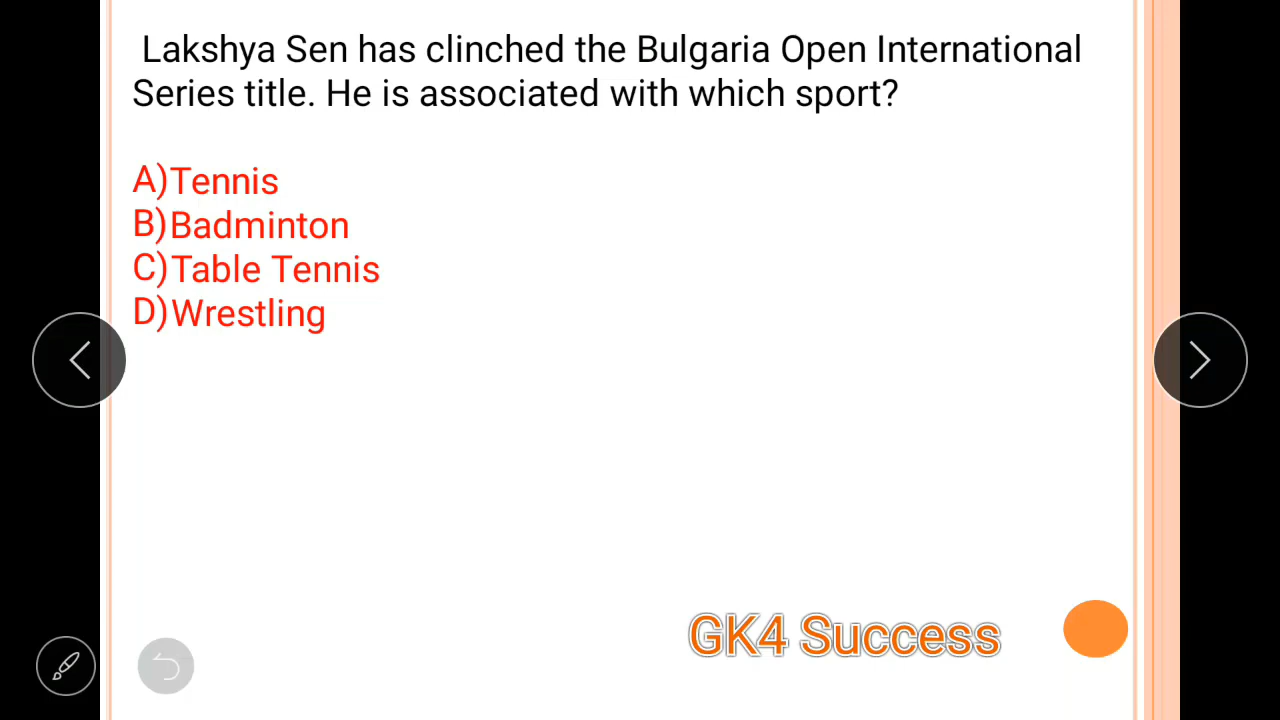 Lakshya Sen has clinched the Bulgaria Open International
Series title. He is associated with which sport?
A)Tennis
B)Badminton
C)Table Tennis
D)Wrestling
GK4 Success